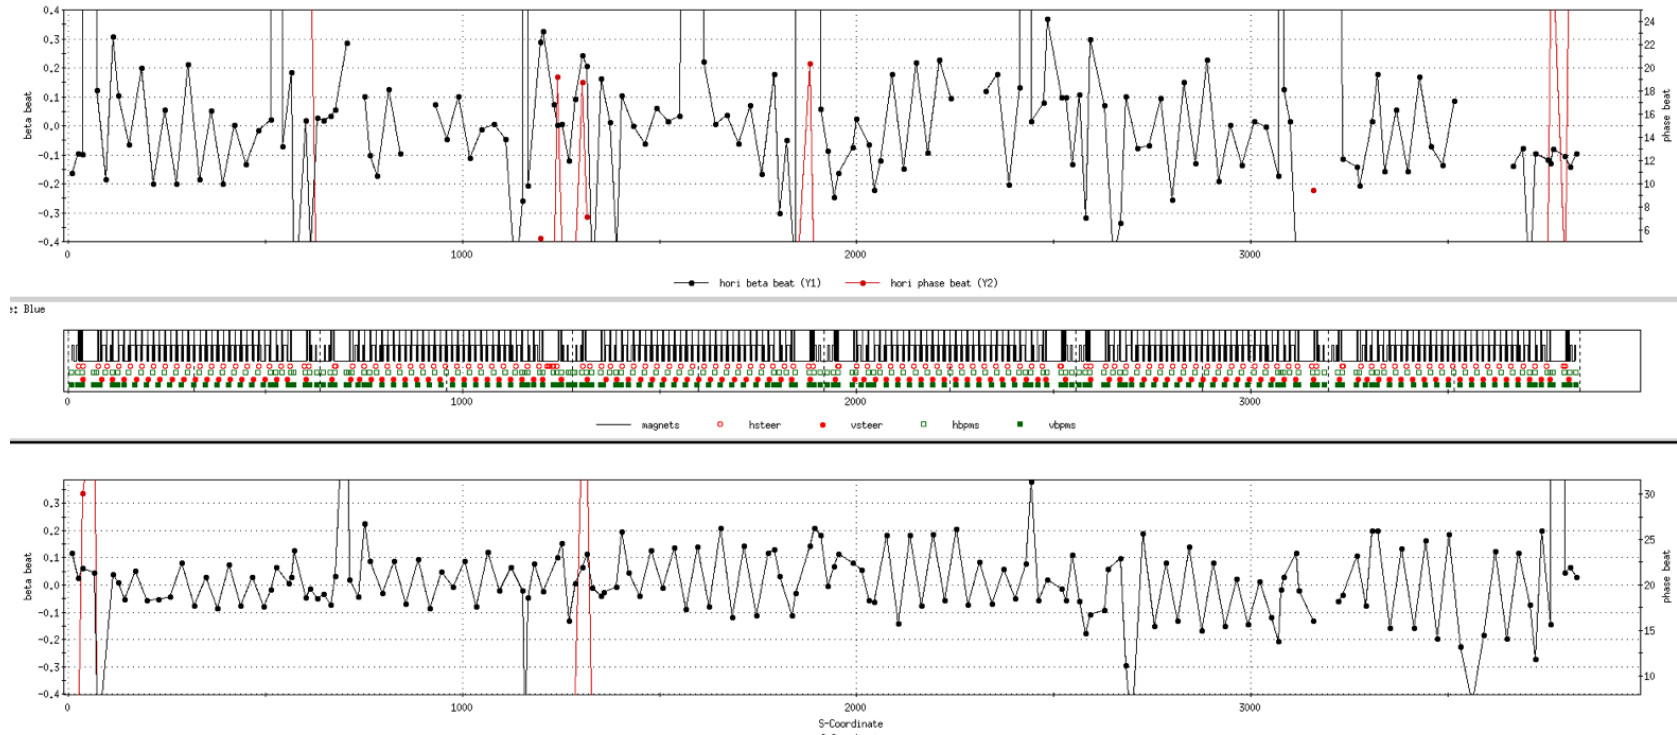 0.4
0.3
0.2
0.1
0.0
-0.1
-0.2
-0.3
-0.4
beta beat
24
22
20
18
16
14
12
10
8
6
phase beat
0 1000 2000 3000
hori beta beat (Y1) hori phase beat (Y2)
e: Blue
0 1000 2000 3000
magnets hsteer vsteer hbpms vbpms
0.3
0.2
0.1
0.0
-0.1
-0.2
-0.3
-0.4
beta beat
30
25
20
15
10
phase beat
0 1000 2000 3000
S-Coordinate